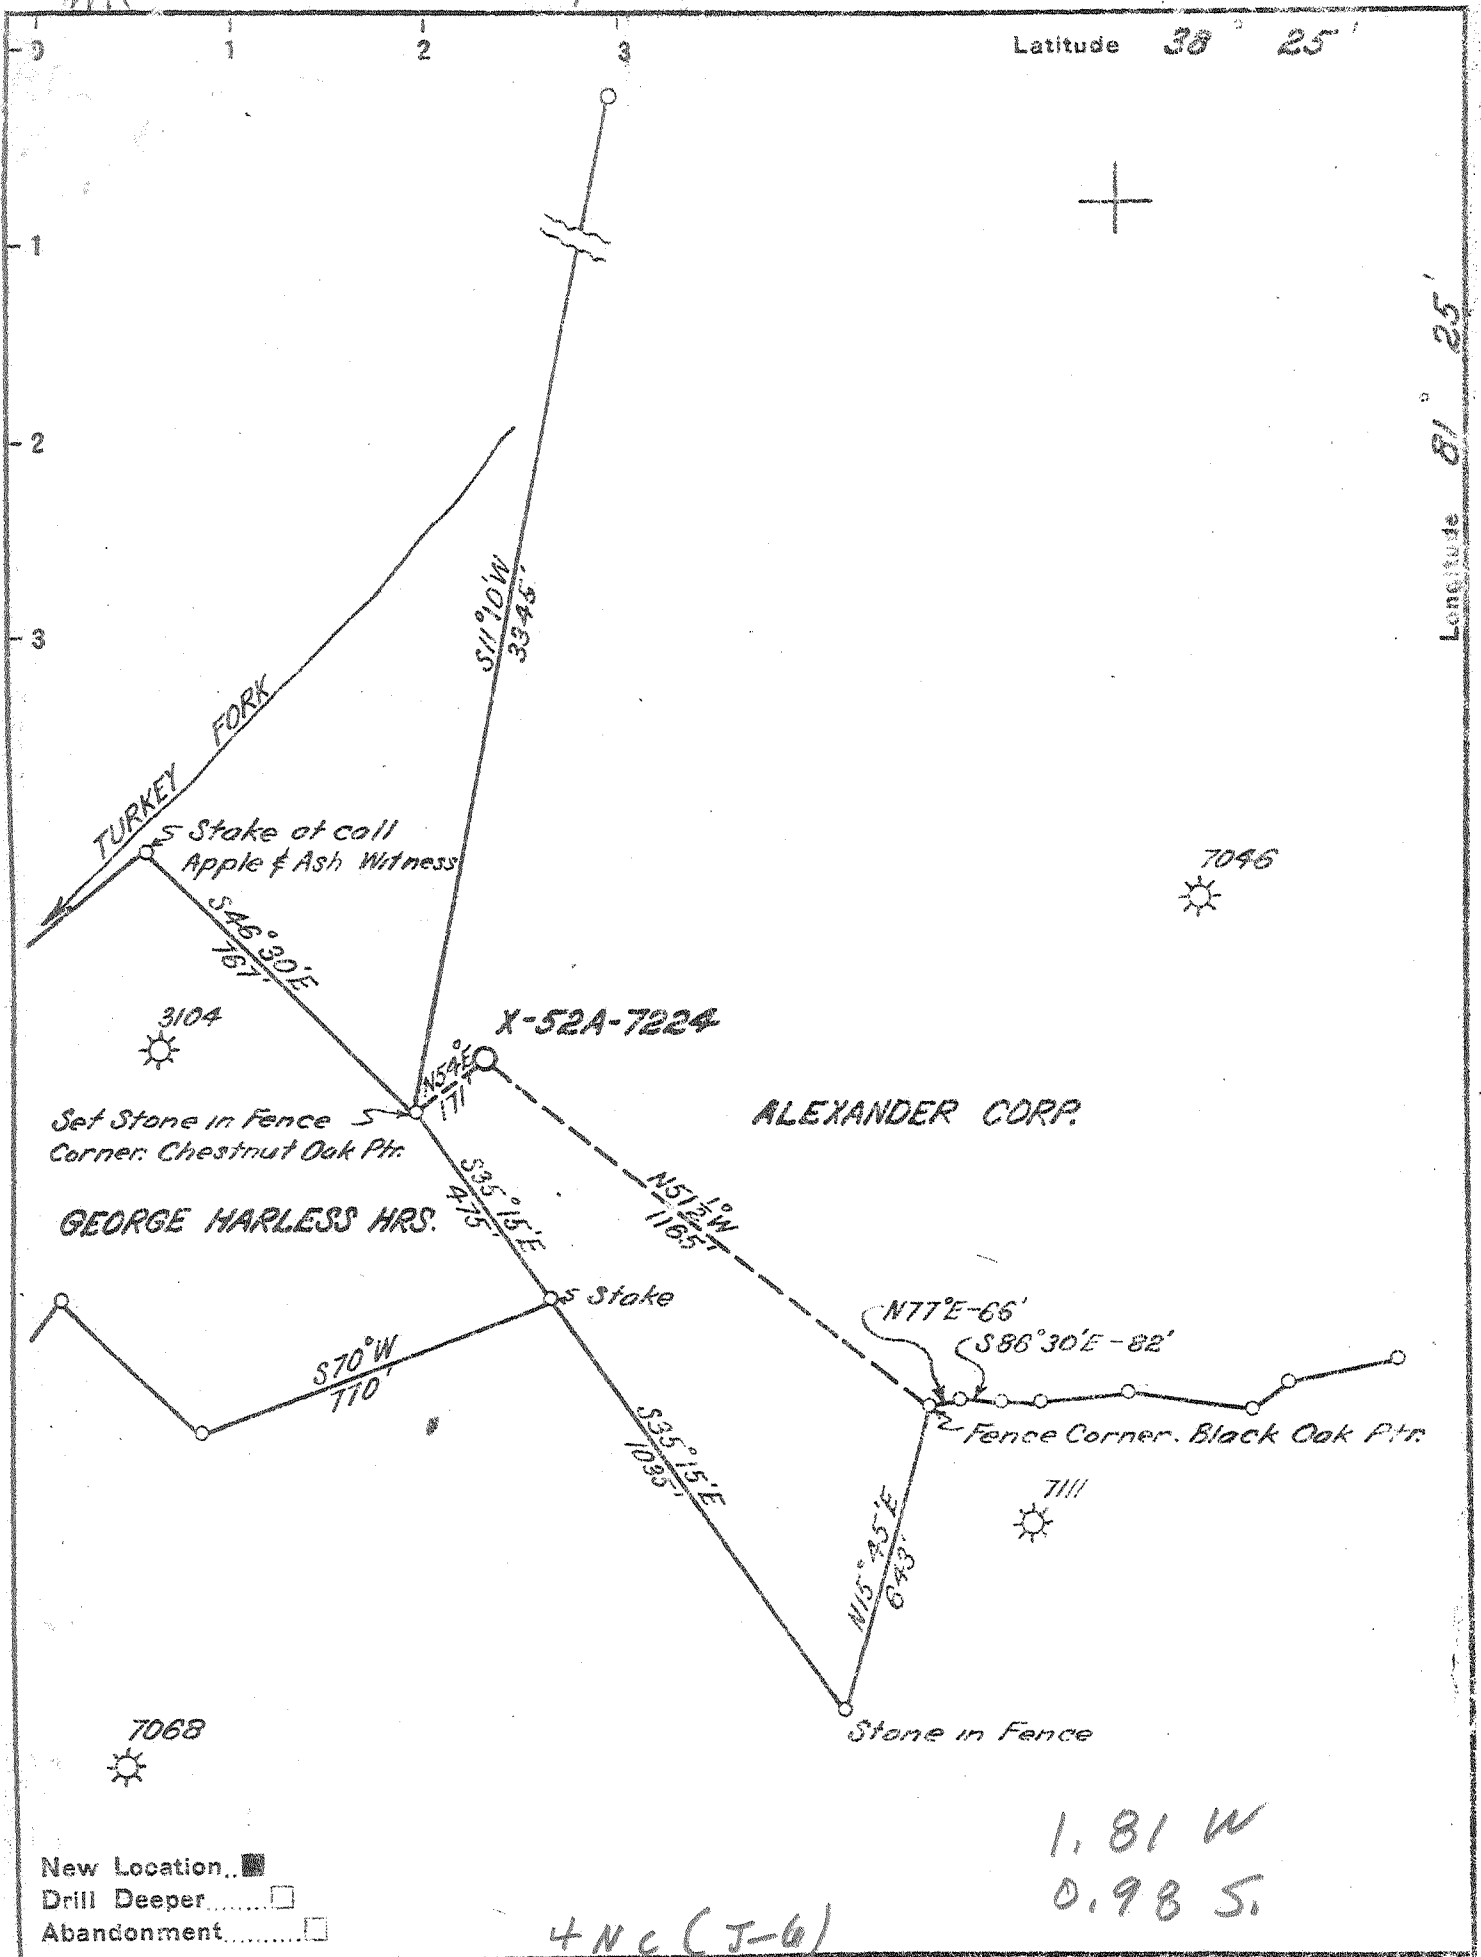 0 1 2 3
Latitude 38° 25'
1
2
3
Longitude 81° 25'
S11°10'W
3345'
TURKEY FORK
Stake at call
Apple & Ash Witness
7046
S46°30'E
767'
3104
X-52A-7224
N54°E
171'
Set Stone in Fence
Corner. Chestnut Oak Ptr.
ALEXANDER CORP.
S35°15'E
475'
N51½°W
1165'
GEORGE HARLESS HRS.
Stake
N77°E-66'
S86°30'E-82'
S70°W
770'
Fence Corner. Black Oak Ptr.
S35°15'E
1095'
7111
N15°45'E
643'
Stone in Fence
7068
1.81 W
0.98 S.
New Location..
Drill Deeper.......
Abandonment..........
4 N c (J-6)